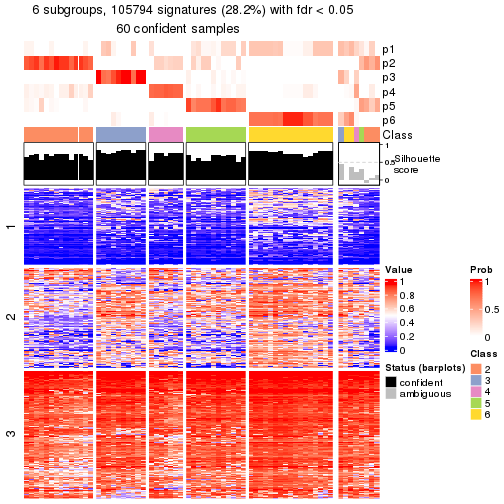 6 subgroups, 105794 signatures (28.2%) with fdr < 0.05
60 confident samples
p1
p2
p3
p4
p5
p6
Class
1
0.5
0
Silhouette
score
1
2
3
Value
1
0.8
0.6
0.4
0.2
0
Prob
1
0.5
0
Status (barplots)
confident
ambiguous
Class
2
3
4
5
6